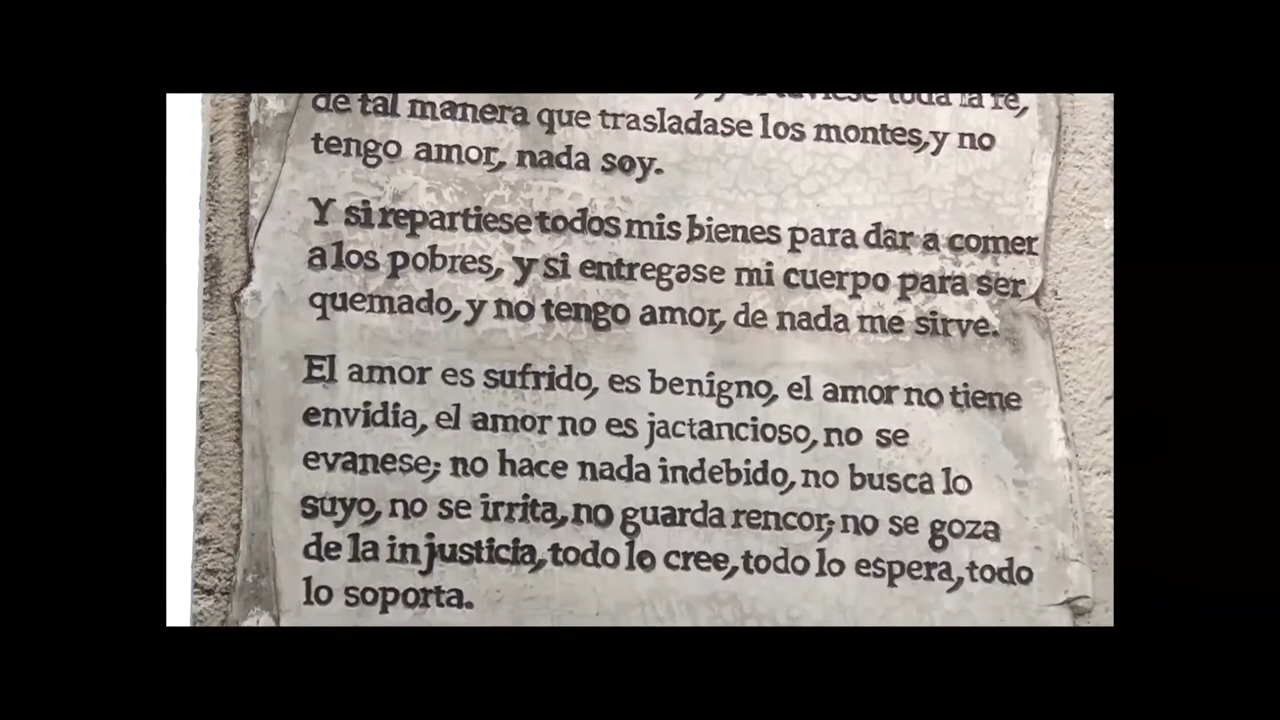 toda la fe,
de tal manera que trasladase los montes,y no
tengo amor, nada soy.
Y si repartiese todos mis bienes para dar a comer
a los pobres, y si entregase mi cuerpo para ser
quemado, y no tengo amor, de nada me sirve.
El amor es sufrido, es benigno, el amor no tiene
envidia, el amor no es jactancioso, no se
evanese; no hace nada indebido, no busca lo
suyo, no se irrita, no guarda rencor; no se goza
de la injusticia, todo lo cree, todo lo espera, todo
lo soporta.